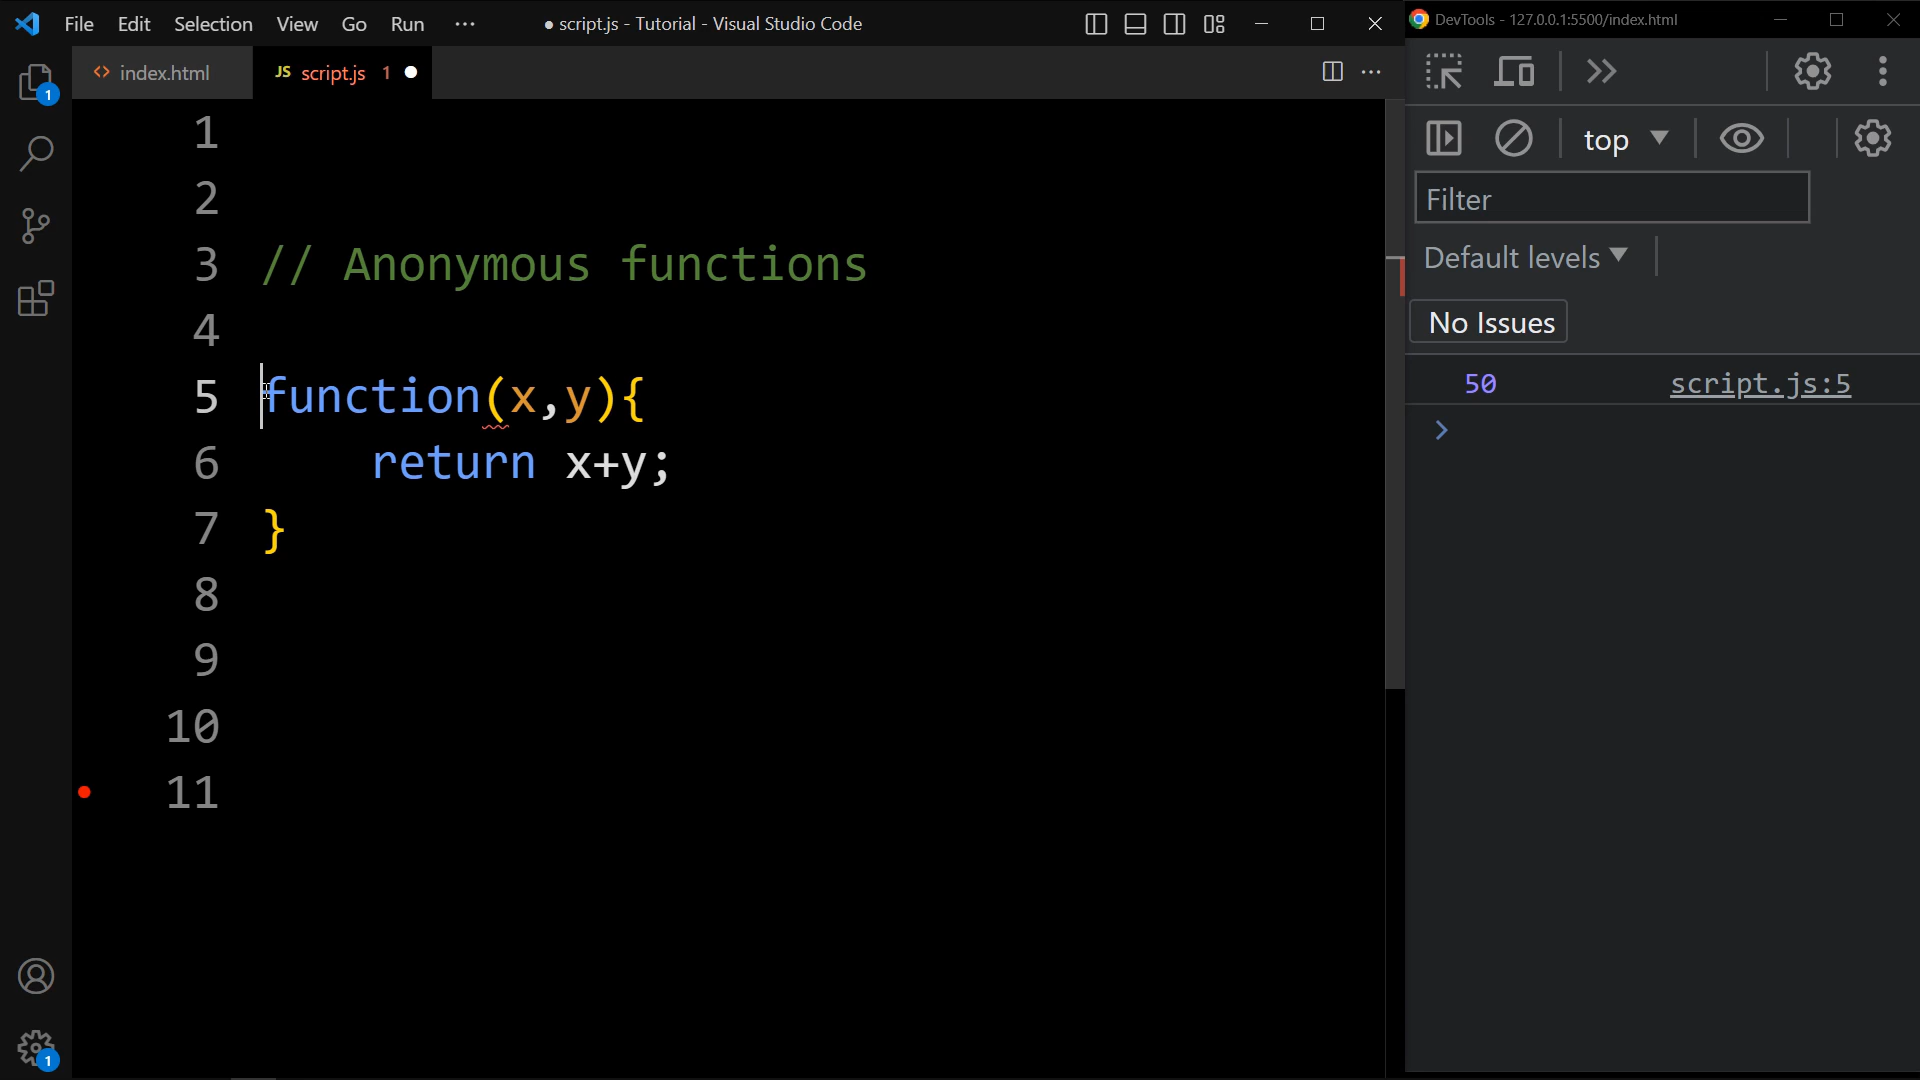 File Edit Selection View Go Run ··· ● script.js - Tutorial - Visual Studio Code
DevTools - 127.0.0.1:5500/index.html
<> index.html JS script.js 1 ●
1
2
3 // Anonymous functions
4
5 function(x,y){
6 return x+y;
7 }
8
9
10
11
1
1
top
Filter
Default levels
No Issues
50 script.js:5
>